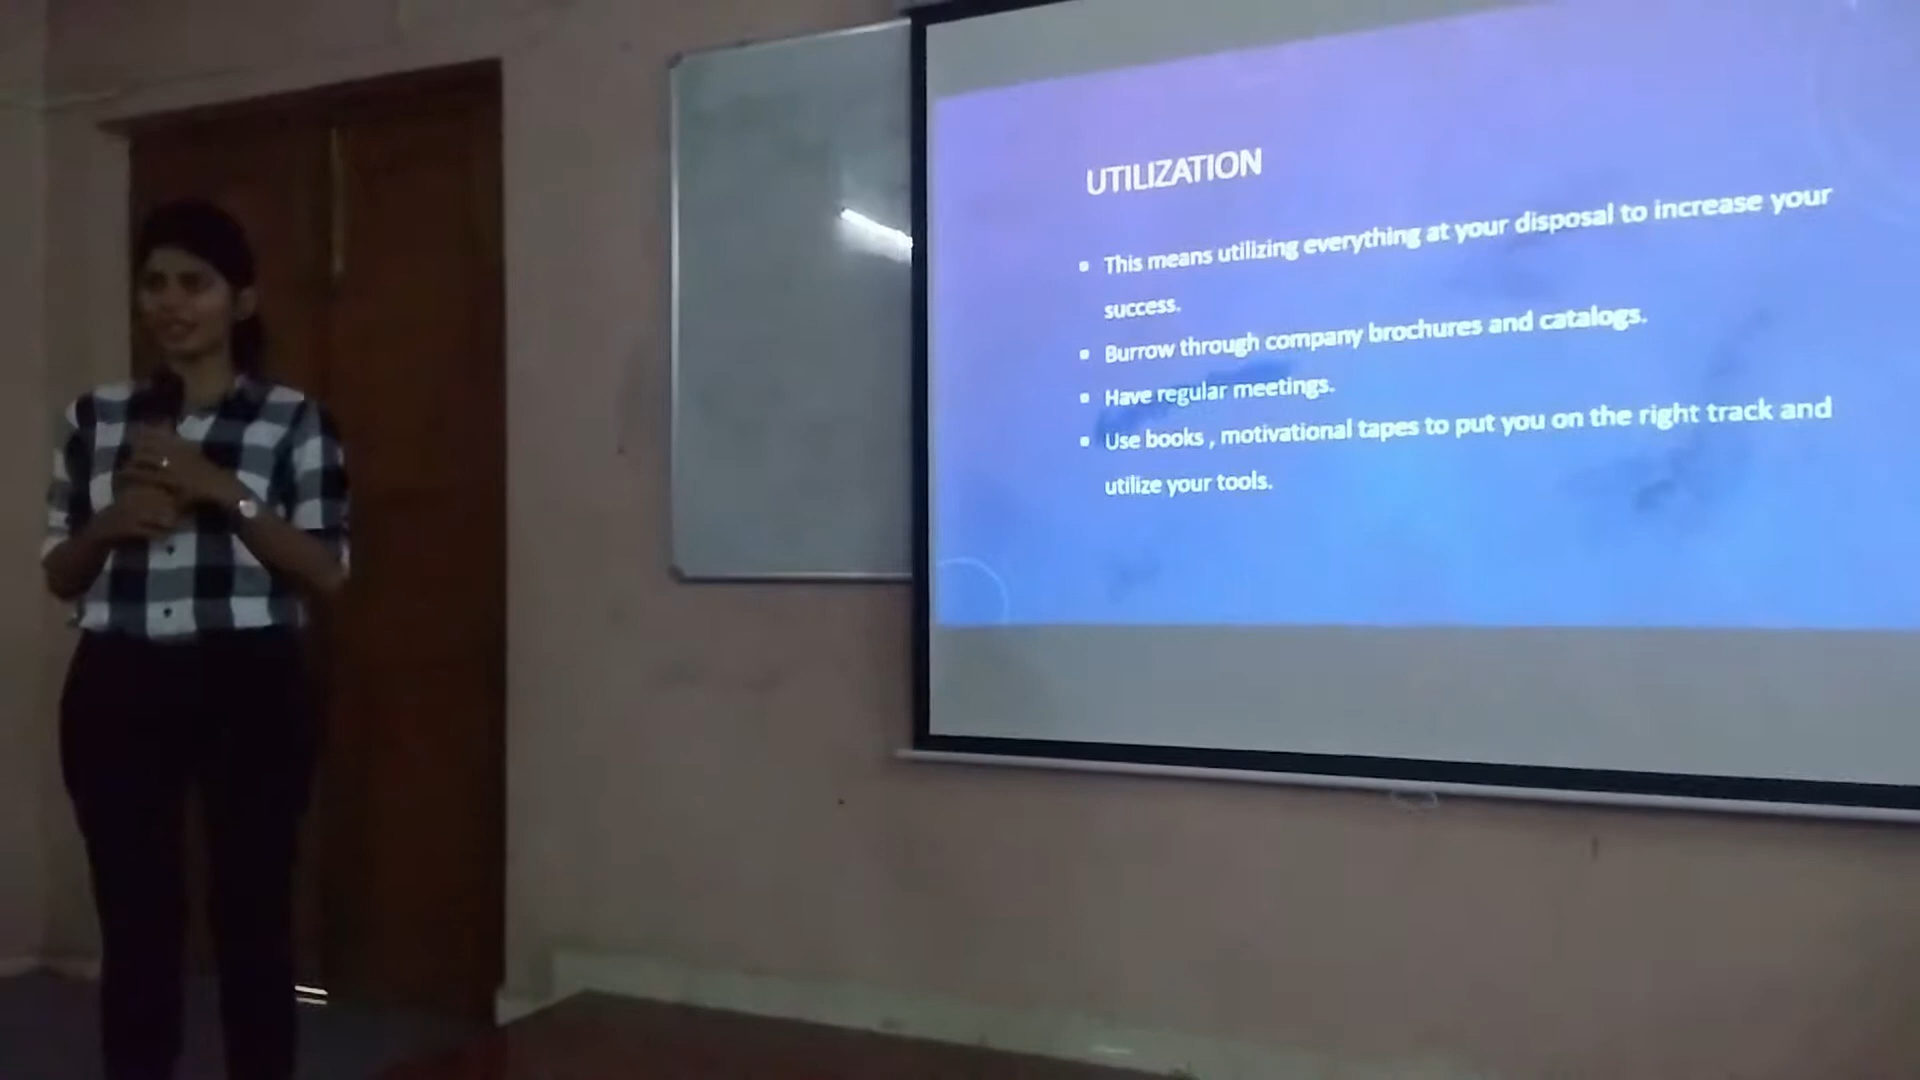 UTILIZATION
• This means utilizing everything at your disposal to increase your
success.
• Burrow through company brochures and catalogs.
• Have regular meetings.
• Use books , motivational tapes to put you on the right track and
utilize your tools.